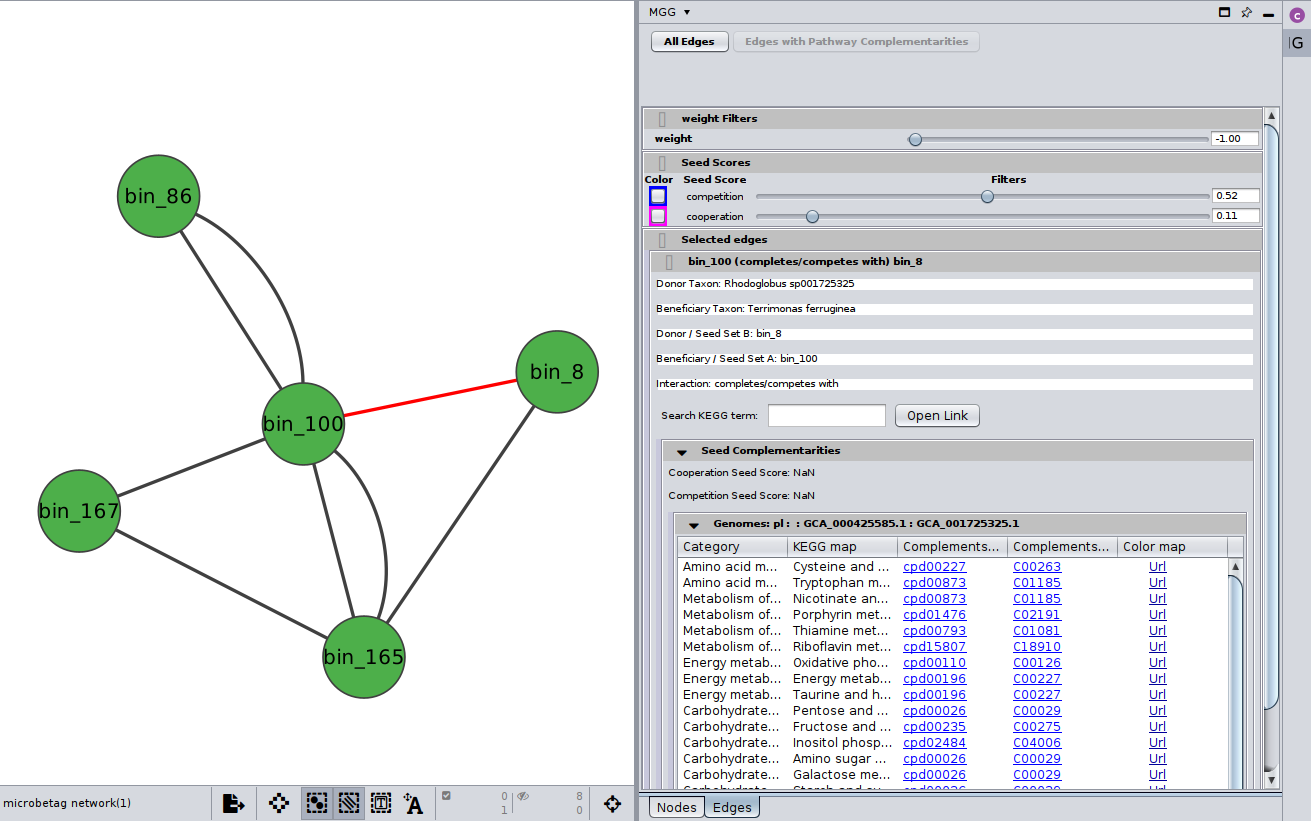 bin_86
bin_8
bin_100
bin_167
bin_165
microbetag network(1)
0
1
8
0
MGG
All Edges
Edges with Pathway Complementarities
weight Filters
weight
-1.00
Seed Scores
Color Seed Score Filters
competition 0.52
cooperation 0.11
Selected edges
bin_100 (completes/competes with) bin_8
Donor Taxon: Rhodoglobus sp001725325
Beneficiary Taxon: Terrimonas ferruginea
Donor / Seed Set B: bin_8
Beneficiary / Seed Set A: bin_100
Interaction: completes/competes with
Search KEGG term: Open Link
Seed Complementarities
Cooperation Seed Score: NaN
Competition Seed Score: NaN
Genomes: pl : : GCA_000425585.1 : GCA_001725325.1
Category KEGG map Complements... Complements... Color map
Amino acid m... Cysteine and ... cpd00227 C00263 Url
Amino acid m... Tryptophan m... cpd00873 C01185 Url
Metabolism of... Nicotinate an... cpd00873 C01185 Url
Metabolism of... Porphyrin met... cpd01476 C02191 Url
Metabolism of... Thiamine met... cpd00793 C01081 Url
Metabolism of... Riboflavin met... cpd15807 C18910 Url
Energy metab... Oxidative pho... cpd00110 C00126 Url
Energy metab... Energy metab... cpd00196 C00227 Url
Energy metab... Taurine and h... cpd00196 C00227 Url
Carbohydrate... Pentose and ... cpd00026 C00029 Url
Carbohydrate... Fructose and ... cpd00235 C00275 Url
Carbohydrate... Inositol phosp... cpd02484 C04006 Url
Carbohydrate... Amino sugar ... cpd00026 C00029 Url
Carbohydrate... Galactose me... cpd00026 C00029 Url
Nodes Edges
C
G